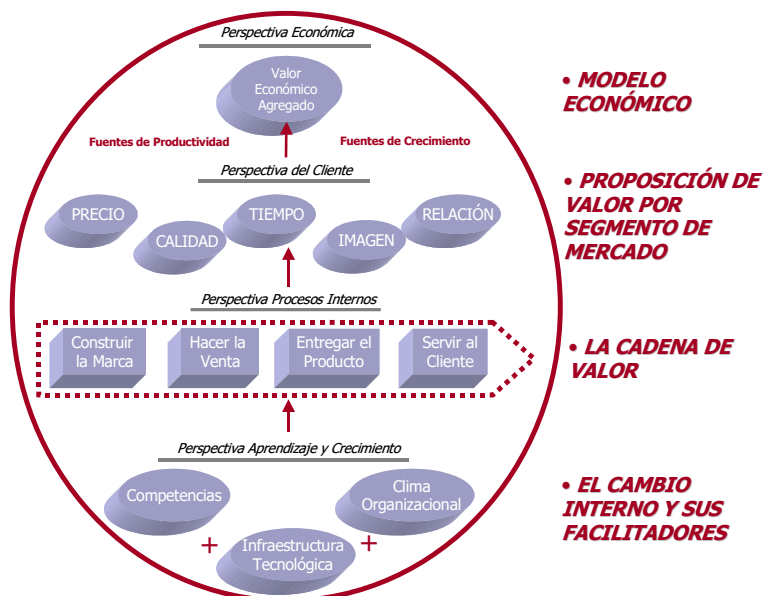 Perspectiva Económica
Valor
Económico
Agregado
Fuentes de Productividad
Fuentes de Crecimiento
Perspectiva del Cliente
PRECIO
CALIDAD
TIEMPO
IMAGEN
RELACIÓN
Perspectiva Procesos Internos
Construir
la Marca
Hacer la
Venta
Entregar el
Producto
Servir al
Cliente
Perspectiva Aprendizaje y Crecimiento
Competencias
+
Infraestructura
Tecnológica
+
Clima
Organizacional
• MODELO
ECONÓMICO
• PROPOSICIÓN DE
VALOR POR
SEGMENTO DE
MERCADO
• LA CADENA DE
VALOR
• EL CAMBIO
INTERNO Y SUS
FACILITADORES